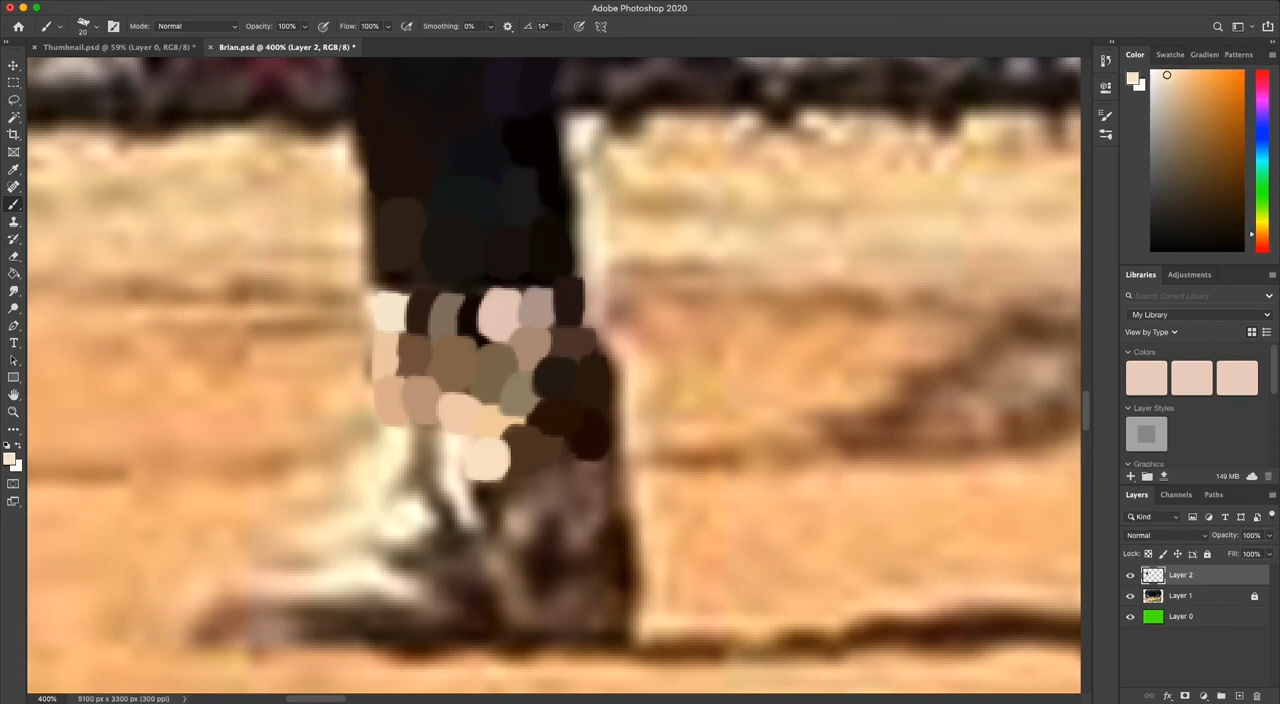 Adobe Photoshop 2020
Mode: Normal Opacity: 100% Flow: 100% Smoothing: 0% 14°
20
× Thumbnail.psd @ 59% (Layer 0, RGB/8) * × Brian.psd @ 400% (Layer 2, RGB/8) *
Color Swatche Gradient Patterns
Libraries Adjustments
Search Current Library
My Library
View by Type
Colors
Layer Styles
Graphics
149 MB
Layers Channels Paths
Kind
Normal Opacity: 100%
Lock: Fill: 100%
Layer 2
Layer 1
Layer 0
400% 5100 px x 3300 px (300 ppi)